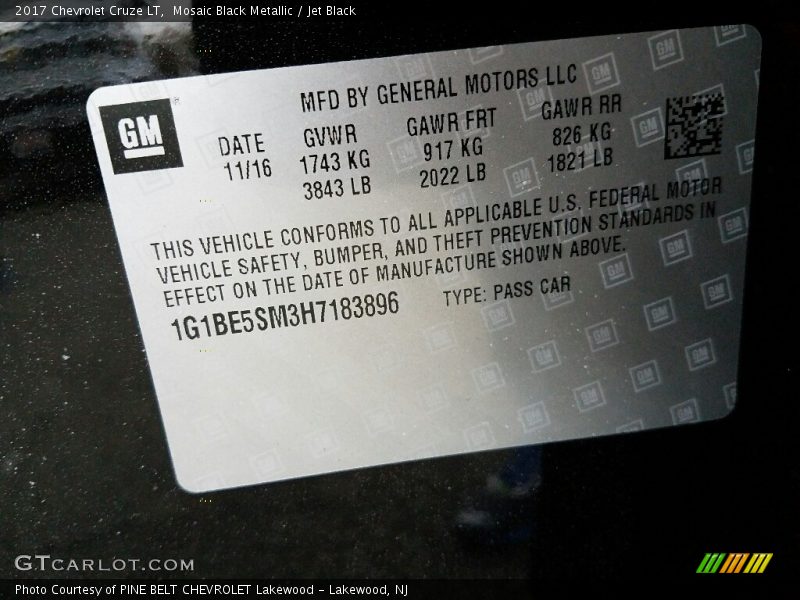 2017 Chevrolet Cruze LT, Mosaic Black Metallic / Jet Black
GM
MFD BY GENERAL MOTORS LLC
DATE GVWR GAWR FRT GAWR RR
11/16 1743 KG 917 KG 826 KG
3843 LB 2022 LB 1821 LB
THIS VEHICLE CONFORMS TO ALL APPLICABLE U.S. FEDERAL MOTOR
VEHICLE SAFETY, BUMPER, AND THEFT PREVENTION STANDARDS IN
EFFECT ON THE DATE OF MANUFACTURE SHOWN ABOVE.
1G1BE5SM3H7183896 TYPE: PASS CAR
GTCARLOT.COM
Photo Courtesy of PINE BELT CHEVROLET Lakewood - Lakewood, NJ